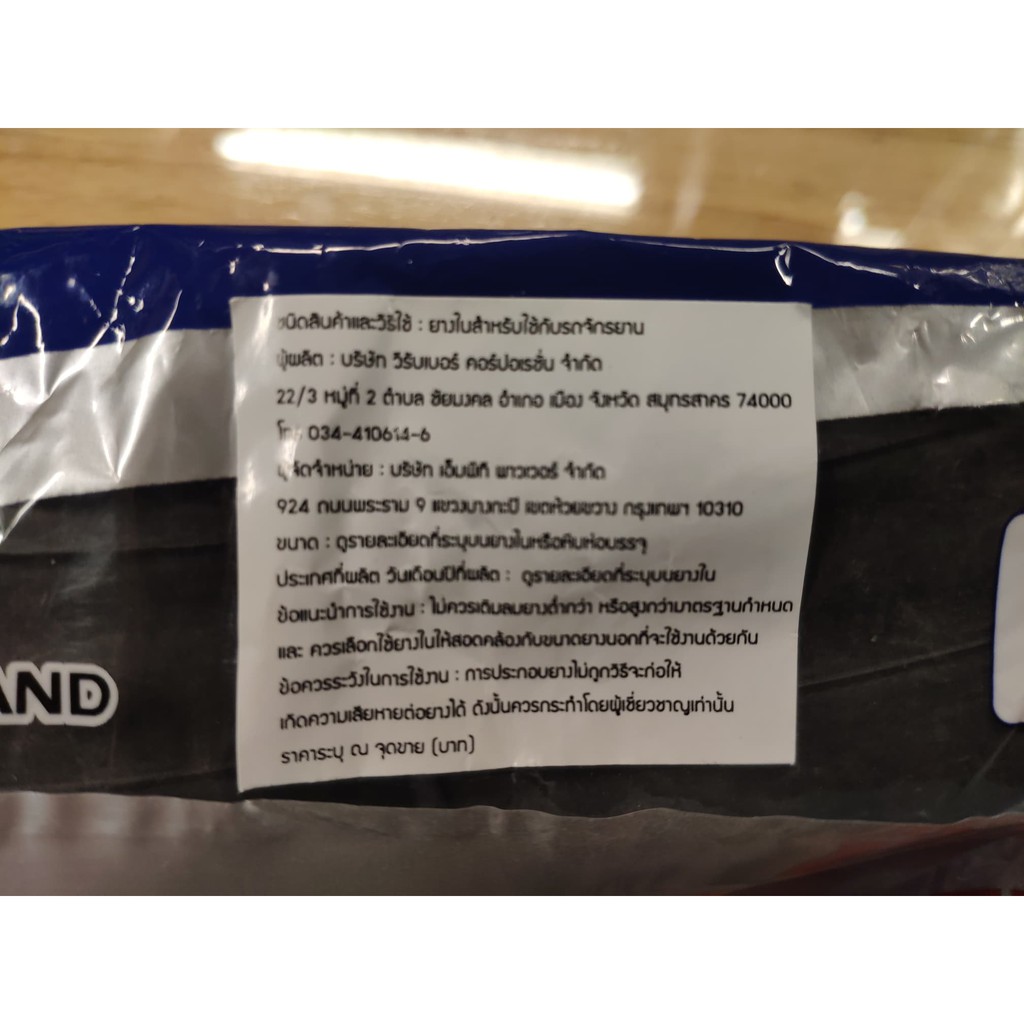 ชนิดสินค้าและวิธีใช้ : ยางในสำหรับใช้กับรถจักรยาน
ผู้ผลิต : บริษัท วีรับเบอร์ คอร์ปอเรชั่น จำกัด
22/3 หมู่ที่ 2 ตำบล ชัยมงคล อำเภอ เมือง จังหวัด สมุทรสาคร 74000
โทร 034-410614-6
ผู้จัดจำหน่าย : บริษัท เอ็มพีที พาวเวอร์ จำกัด
924 ถนนพระราม 9 แขวงบางกะปิ เขตห้วยขวาง กรุงเทพฯ 10310
ขนาด : ดูรายละเอียดที่ระบุบนยางในหรือหีบห่อบรรจุ
ประเทศที่ผลิต วันเดือนปีที่ผลิต : ดูรายละเอียดที่ระบุบนยางใน
ข้อแนะนำการใช้งาน : ไม่ควรเติมลมยางต่ำกว่า หรือสูงกว่ามาตรฐานกำหนด
และ ควรเลือกใช้ยางในให้สอดคล้องกับขนาดยางนอกที่จะใช้งานด้วยกัน
ข้อควรระวังในการใช้งาน : การประกอบยางไม่ถูกวิธีจะก่อให้
เกิดความเสียหายต่อยางได้ ดังนั้นควรกระทำโดยผู้เชี่ยวชาญเท่านั้น
ราคาระบุ ณ จุดขาย (บาท)
AND